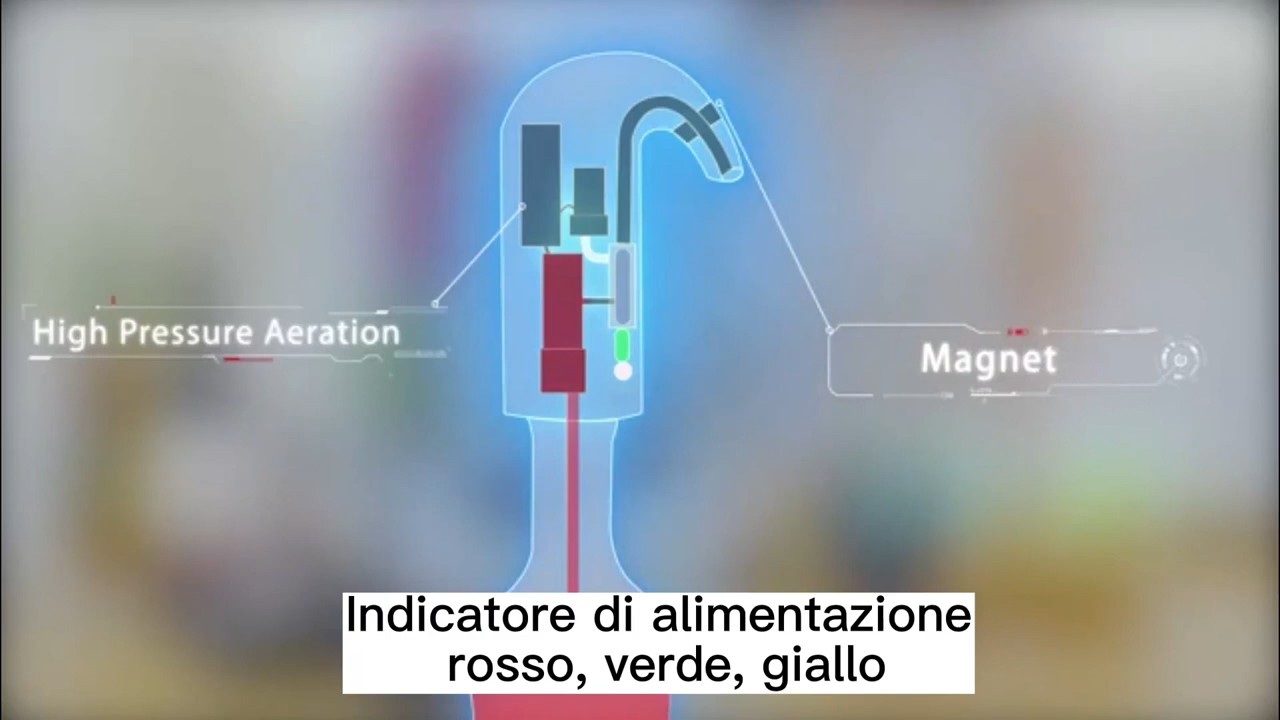 High Pressure Aeration
Magnet
Indicatore di alimentazione
rosso, verde, giallo